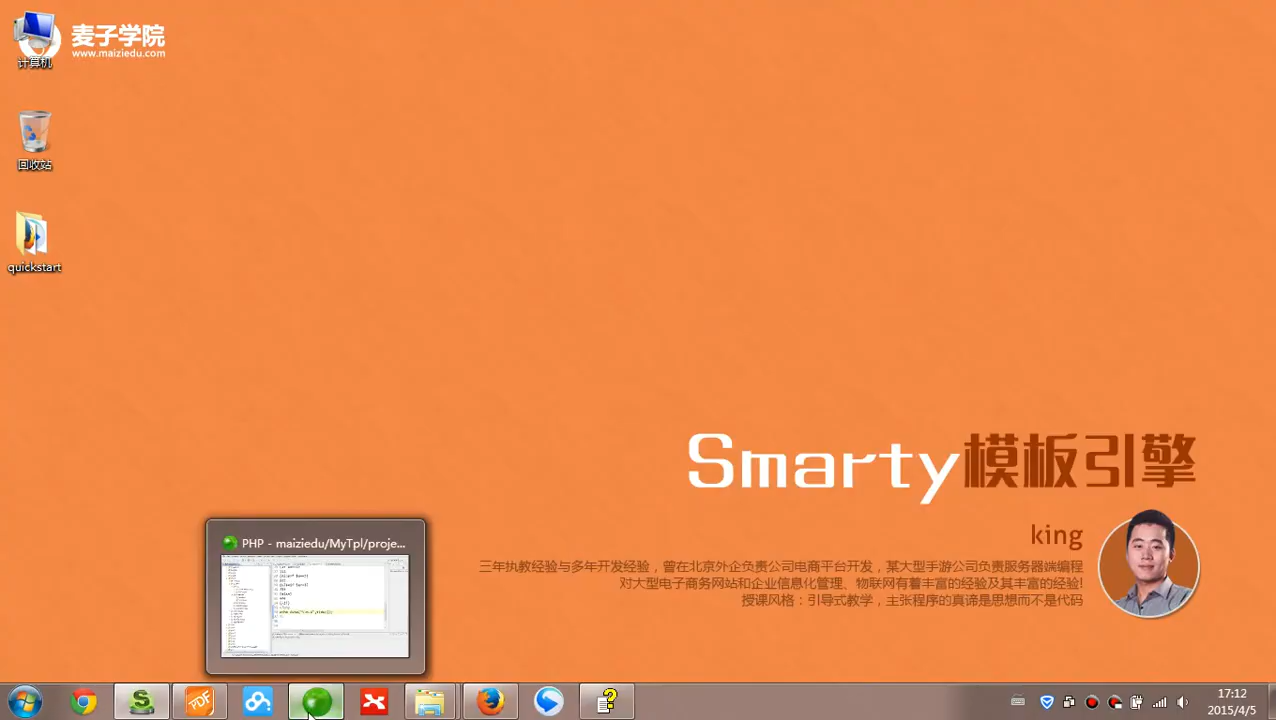 麦子学院
www.maiziedu.com
计算机
回收站
quickstart
Smarty模板引擎
king
三年执教经验与多年开发经验，曾在北京外企负责公司电商平台开发，某大型手游公司负责服务器端编程
对大型电子商务网站和企业信息化管理、物联网有着丰富的经验及其丰富的经验!
授课风格：引导式教学，主张程序的真谛是思想而不是代码
PHP - maiziedu/MyTpl/proje...
17:12
2015/4/5